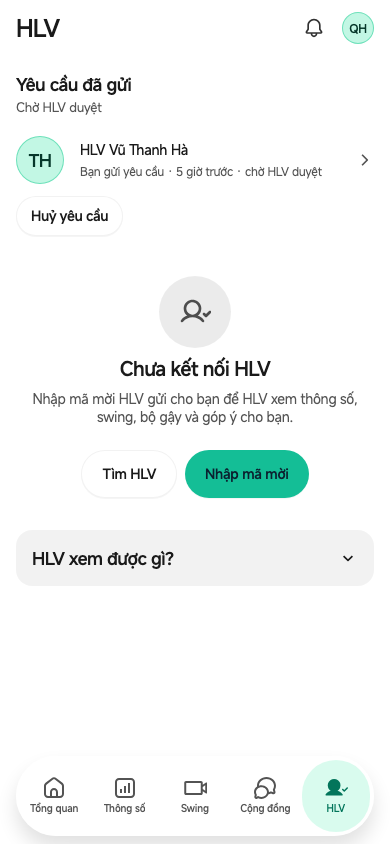 HLV
QH
Yêu cầu đã gửi
Chờ HLV duyệt
TH
HLV Vũ Thanh Hà
Bạn gửi yêu cầu · 5 giờ trước · chờ HLV duyệt
Huỷ yêu cầu
Chưa kết nối HLV
Nhập mã mời HLV gửi cho bạn để HLV xem thông số,
swing, bộ gậy và góp ý cho bạn.
Tìm HLV
Nhập mã mời
HLV xem được gì?
Tổng quan
Thông số
Swing
Cộng đồng
HLV